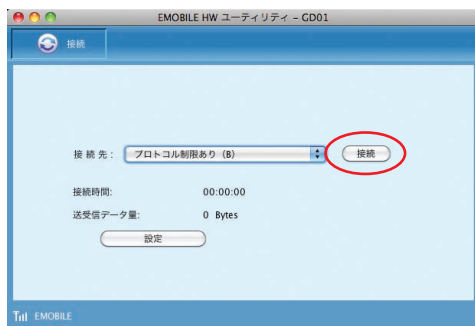 EMOBILE HW ユーティリティ – GD01
接続
接続先: プロトコル制限あり (B) 接続
接続時間: 00:00:00
送受信データ量: 0 Bytes
設定
EMOBILE